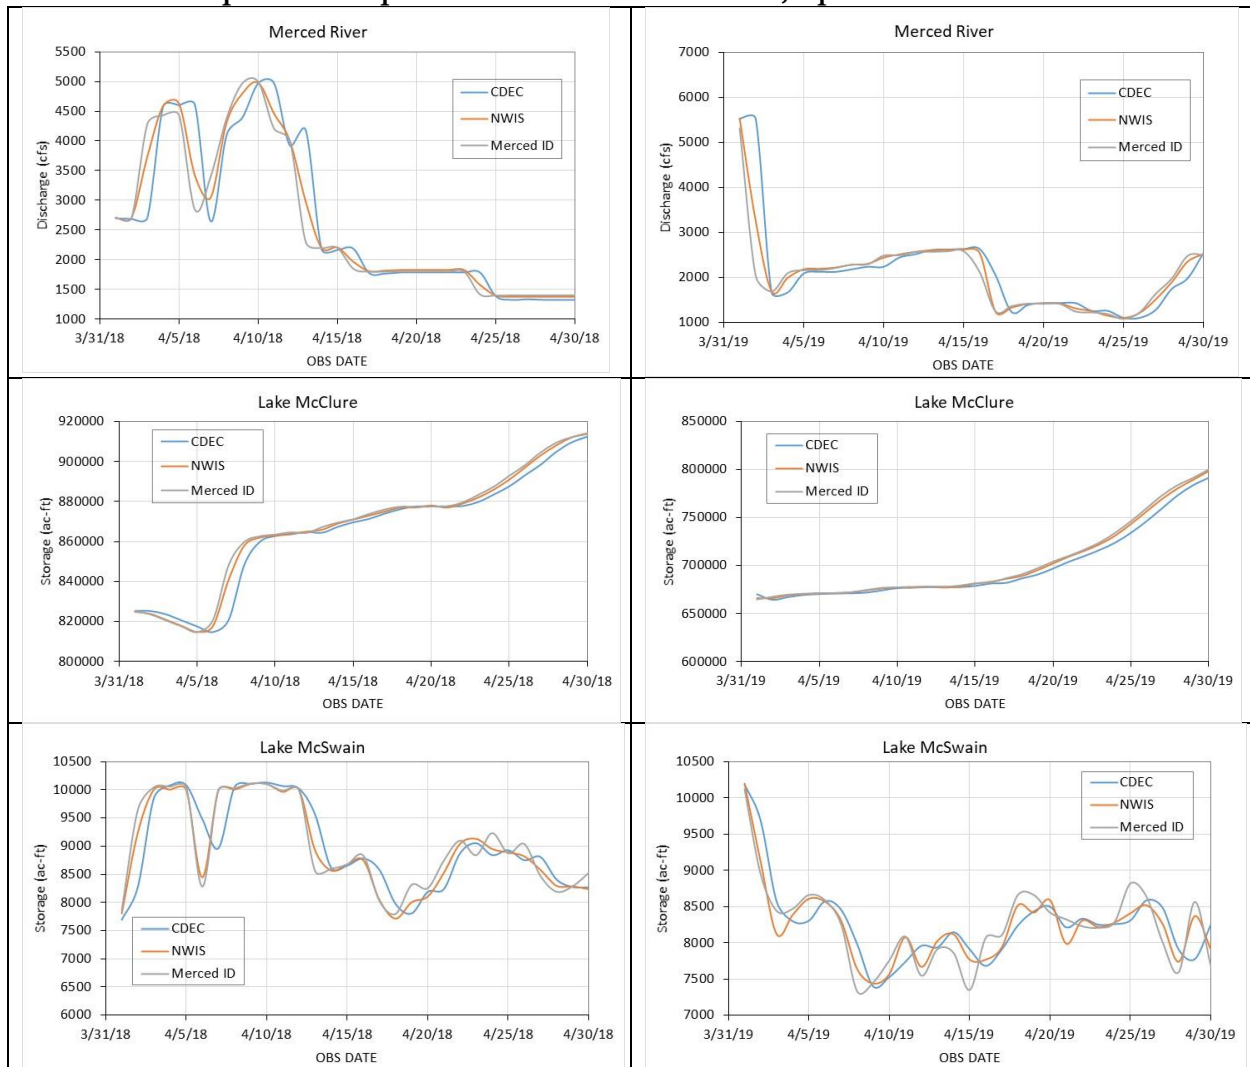 Merced River
5500
5000
4500
4000
3500
3000
2500
2000
1500
1000
Discharge (cfs)
CDEC
NWIS
Merced ID
3/31/18 4/5/18 4/10/18 4/15/18 4/20/18 4/25/18 4/30/18
OBS DATE
Merced River
7000
6000
5000
4000
3000
2000
1000
Discharge (cfs)
CDEC
NWIS
Merced ID
3/31/19 4/5/19 4/10/19 4/15/19 4/20/19 4/25/19 4/30/19
OBS DATE
Lake McClure
920000
900000
880000
860000
840000
820000
800000
Storage (ac-ft)
CDEC
NWIS
Merced ID
3/31/18 4/5/18 4/10/18 4/15/18 4/20/18 4/25/18 4/30/18
OBS DATE
Lake McClure
850000
800000
750000
700000
650000
600000
Storage (ac-ft)
CDEC
NWIS
Merced ID
3/31/19 4/5/19 4/10/19 4/15/19 4/20/19 4/25/19 4/30/19
OBS DATE
Lake McSwain
10500
10000
9500
9000
8500
8000
7500
7000
6500
6000
Storage (ac-ft)
CDEC
NWIS
Merced ID
3/31/18 4/5/18 4/10/18 4/15/18 4/20/18 4/25/18 4/30/18
OBS DATE
Lake McSwain
10500
10000
9500
9000
8500
8000
7500
7000
Storage (ac-ft)
CDEC
NWIS
Merced ID
3/31/19 4/5/19 4/10/19 4/15/19 4/20/19 4/25/19 4/30/19
OBS DATE